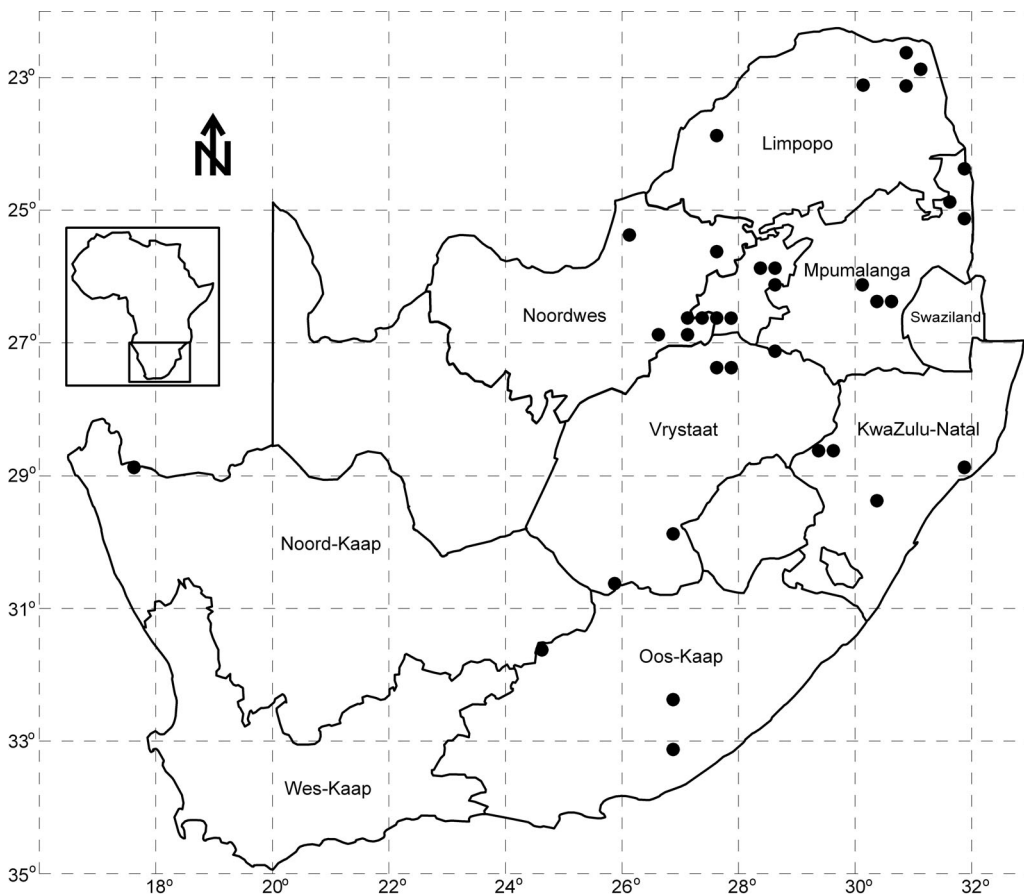 23°
Limpopo
N
25°
Mpumalanga
Noordwes
Swaziland
27°
Vrystaat
KwaZulu-Natal
29°
Noord-Kaap
31°
Oos-Kaap
33°
Wes-Kaap
35°
18° 20° 22° 24° 26° 28° 30° 32°